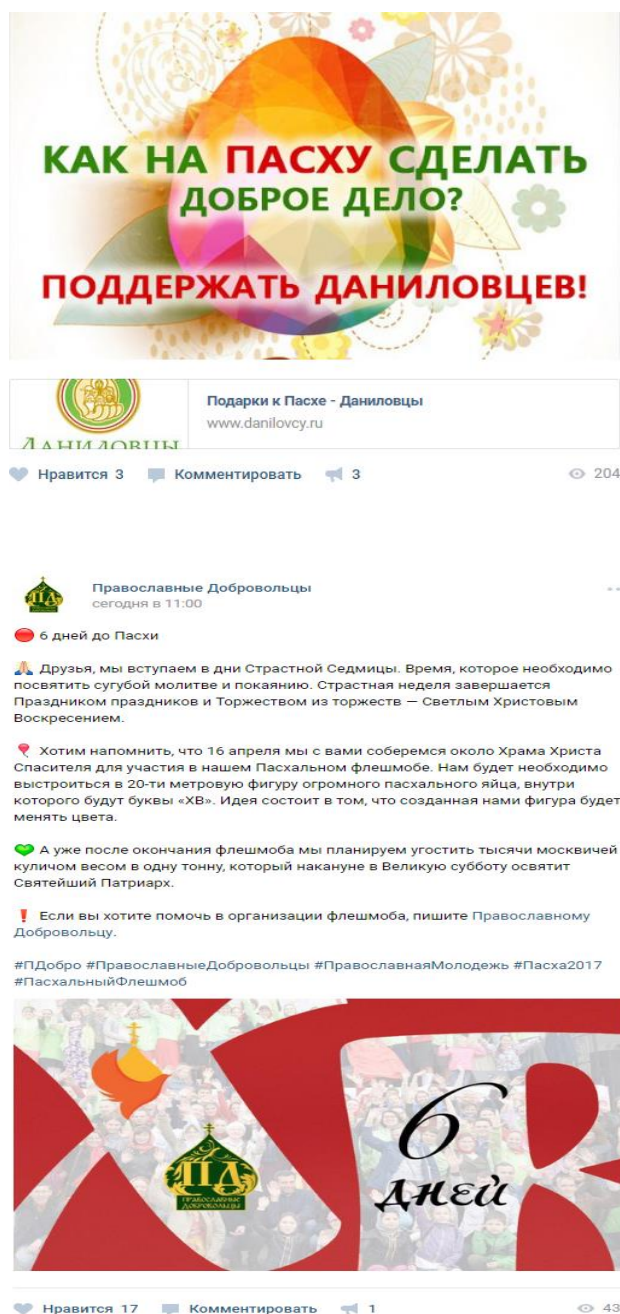 КАК НА ПАСХУ СДЕЛАТЬ
ДОБРОЕ ДЕЛО?
ПОДДЕРЖАТЬ ДАНИЛОВЦЕВ!
ДАНИЛОВЦЫ
Подарки к Пасхе - Даниловцы
www.danilovcy.ru
Нравится 3 Комментировать 3 204
ПД
Православные Добровольцы
сегодня в 11:00
6 дней до Пасхи
Друзья, мы вступаем в дни Страстной Седмицы. Время, которое необходимо
посвятить сугубой молитве и покаянию. Страстная неделя завершается
Праздником праздников и Торжеством из торжеств — Светлым Христовым
Воскресением.
Хотим напомнить, что 16 апреля мы с вами соберемся около Храма Христа
Спасителя для участия в нашем Пасхальном флешмобе. Нам будет необходимо
выстроиться в 20-ти метровую фигуру огромного пасхального яйца, внутри
которого будут буквы «ХВ». Идея состоит в том, что созданная нами фигура будет
менять цвета.
А уже после окончания флешмоба мы планируем угостить тысячи москвичей
куличом весом в одну тонну, который накануне в Великую субботу освятит
Святейший Патриарх.
Если вы хотите помочь в организации флешмоба, пишите Православному
Добровольцу.
#ПДобро #ПравославныеДобровольцы #ПравославнаяМолодежь #Пасха2017
#ПасхальныйФлешмоб
ХВ
6
дней
ПД
ПРАВОСЛАВНЫЕ
ДОБРОВОЛЬЦЫ
Нравится 17 Комментировать 1 43